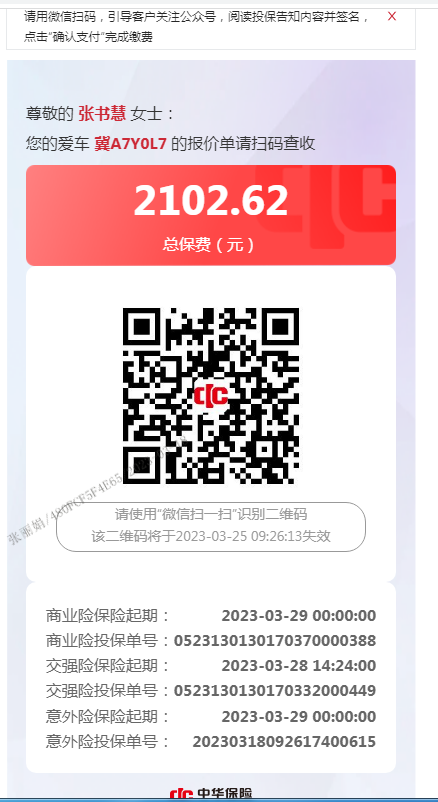 请用微信扫码，引导客户关注公众号，阅读投保告知内容并签名，
点击“确认支付”完成缴费
X
尊敬的 张书慧 女士：
您的爱车 冀A7Y0L7 的报价单请扫码查收
2102.62
总保费（元）
请使用“微信扫一扫”识别二维码
该二维码将于2023-03-25 09:26:13失效
商业险保险起期： 2023-03-29 00:00:00
商业险投保单号：0523130130170370000388
交强险保险起期： 2023-03-28 14:24:00
交强险投保单号：0523130130170332000449
意外险保险起期： 2023-03-29 00:00:00
意外险投保单号： 20230318092617400615
中华保险